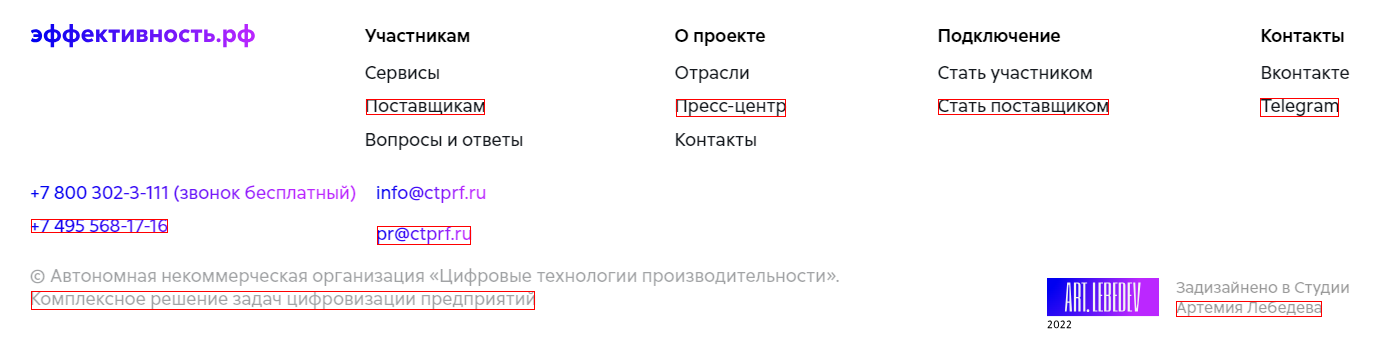 эффективность.рф
Участникам
Сервисы
Поставщикам
Вопросы и ответы
О проекте
Отрасли
Пресс-центр
Контакты
Подключение
Стать участником
Стать поставщиком
Контакты
Вконтакте
Telegram
+7 800 302-3-111 (звонок бесплатный)
+7 495 568-17-16
info@ctprf.ru
pr@ctprf.ru
© Автономная некоммерческая организация «Цифровые технологии производительности».
Комплексное решение задач цифровизации предприятий
ART. LEBEDEV
2022
Задизайнено в Студии
Артемия Лебедева